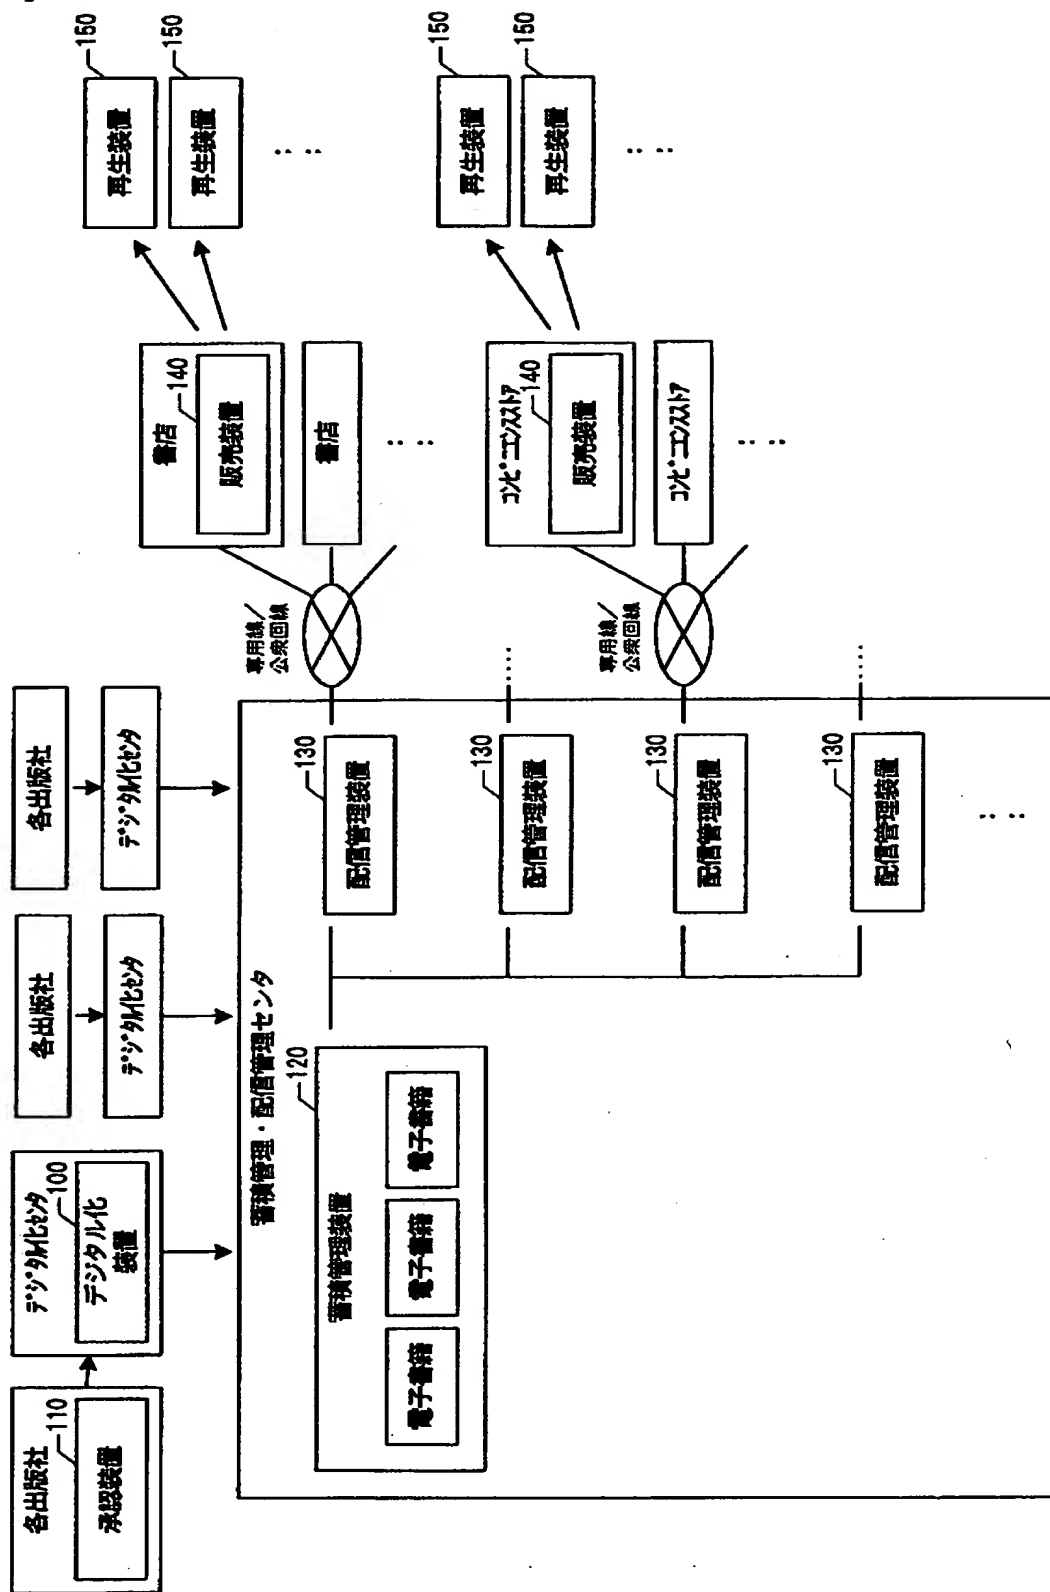 各出版社
110
承認装置
デジタル化センタ
100
デジタル化
装置
各出版社
デジタル化センタ
各出版社
デジタル化センタ
蓄積管理・配信管理センタ
120
蓄積管理装置
電子書籍
電子書籍
電子書籍
130
配信管理装置
130
配信管理装置
130
配信管理装置
130
配信管理装置
専用線/
公衆回線
専用線/
公衆回線
書店
140
販売装置
書店
コンビニエンスストア
140
販売装置
コンビニエンスストア
150
再生装置
150
再生装置
150
再生装置
150
再生装置